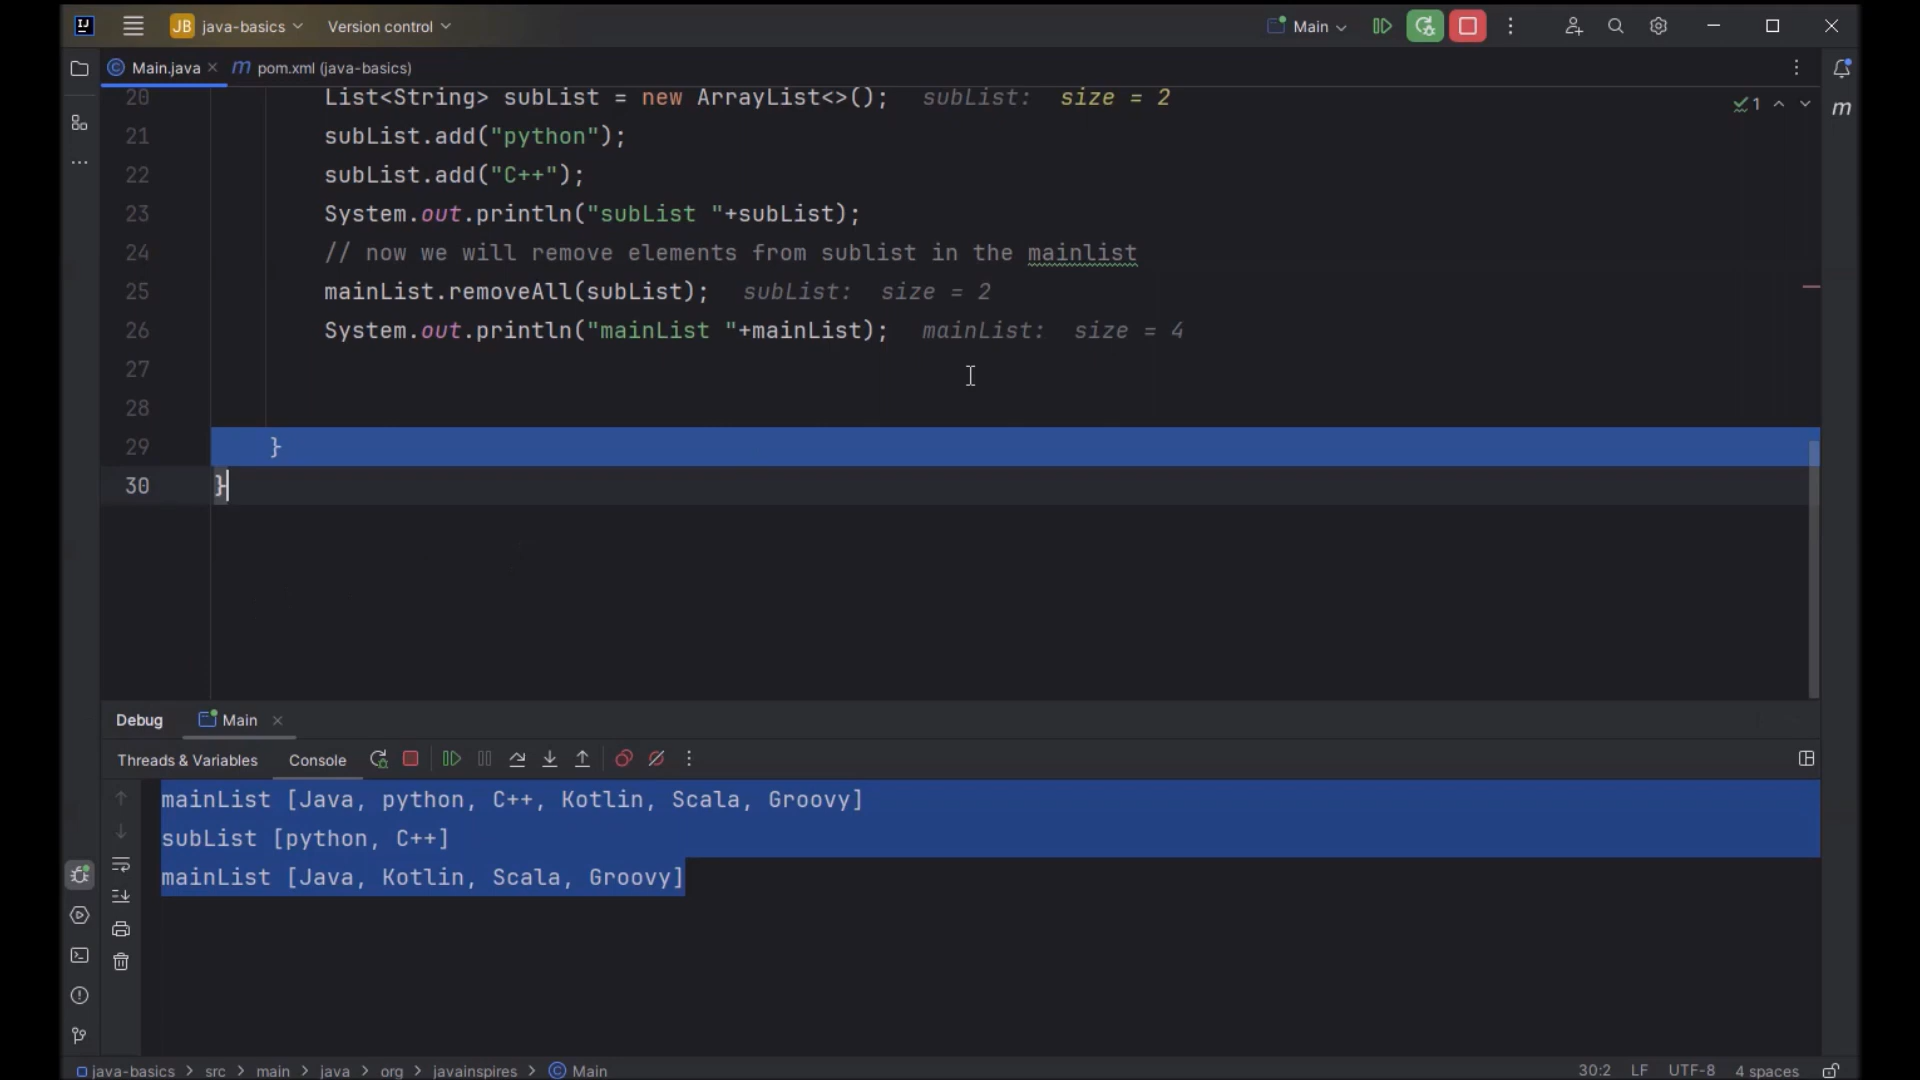 JB java-basics Version control Main
Main.java pom.xml (java-basics)
20 List<String> subList = new ArrayList<>(); subList: size = 2
1
21 subList.add("python");
22 subList.add("C++");
23 System.out.println("subList "+subList);
24 // now we will remove elements from sublist in the mainlist
25 mainList.removeAll(subList); subList: size = 2
26 System.out.println("mainList "+mainList); mainList: size = 4
27
28
29 }
30 }
Debug Main
Threads & Variables Console
mainList [Java, python, C++, Kotlin, Scala, Groovy]
subList [python, C++]
mainList [Java, Kotlin, Scala, Groovy]
java-basics > src > main > java > org > javainspires > Main 30:2 LF UTF-8 4 spaces